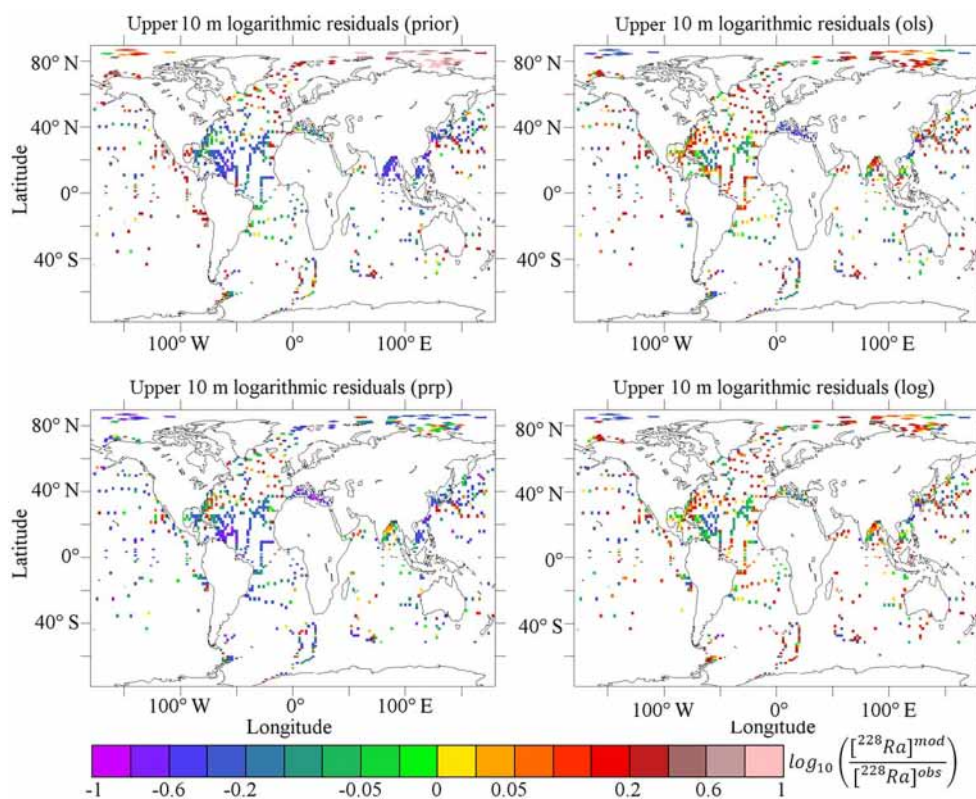 Upper 10 m logarithmic residuals (prior)
Upper 10 m logarithmic residuals (ols)
80° N
40° N
0°
40° S
Latitude
80° N
40° N
0°
40° S
100° W
0°
100° E
100° W
0°
100° E
Upper 10 m logarithmic residuals (prp)
Upper 10 m logarithmic residuals (log)
80° N
40° N
0°
40° S
Latitude
80° N
40° N
0°
40° S
100° W
0°
100° E
100° W
0°
100° E
Longitude
Longitude
-1 -0.6 -0.2 -0.05 0 0.05 0.2 0.6 1
log₁₀([²²⁸Ra]ᵐᵒᵈ/[²²⁸Ra]ᵒᵇˢ)